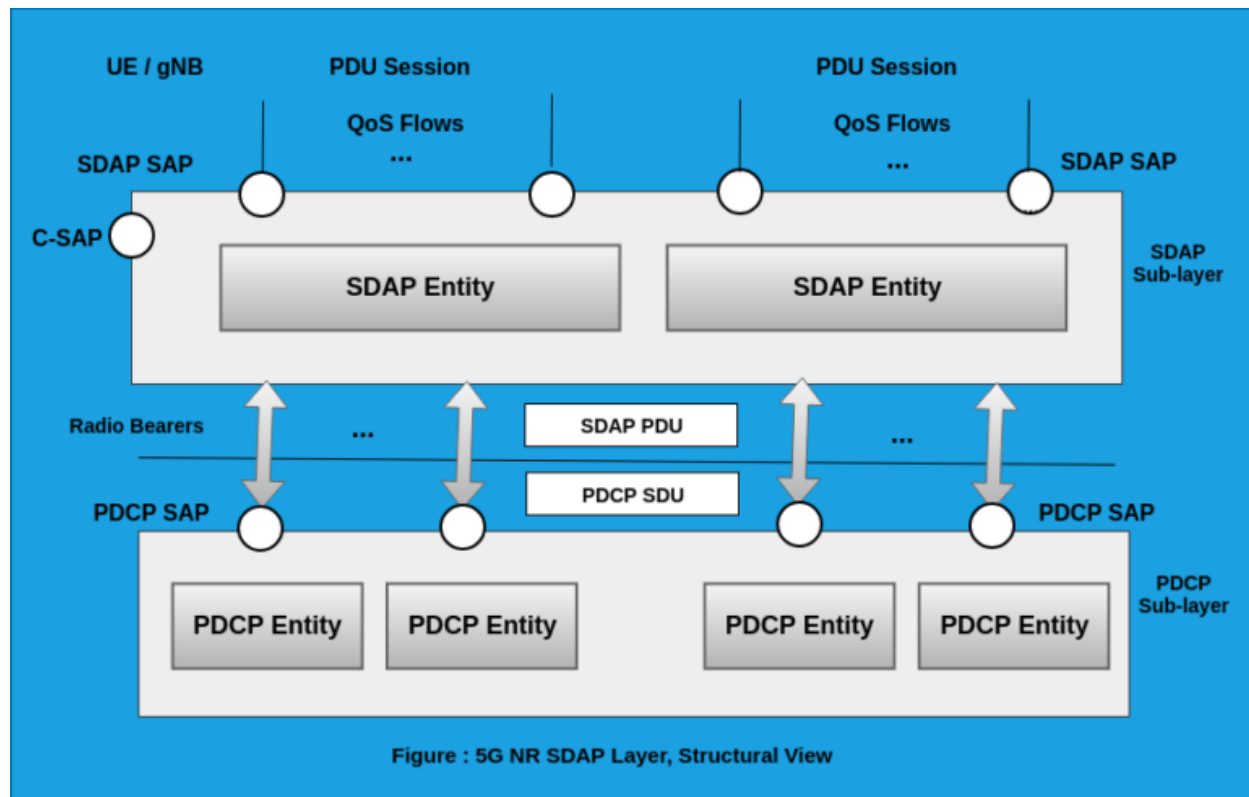 UE / gNB
PDU Session
PDU Session
QoS Flows
...
QoS Flows
...
SDAP SAP
SDAP SAP
...
C-SAP
SDAP Entity
SDAP Entity
SDAP
Sub-layer
Radio Bearers
...
SDAP PDU
...
PDCP SDU
PDCP SAP
PDCP SAP
PDCP Entity
PDCP Entity
PDCP Entity
PDCP Entity
PDCP
Sub-layer
Figure : 5G NR SDAP Layer, Structural View